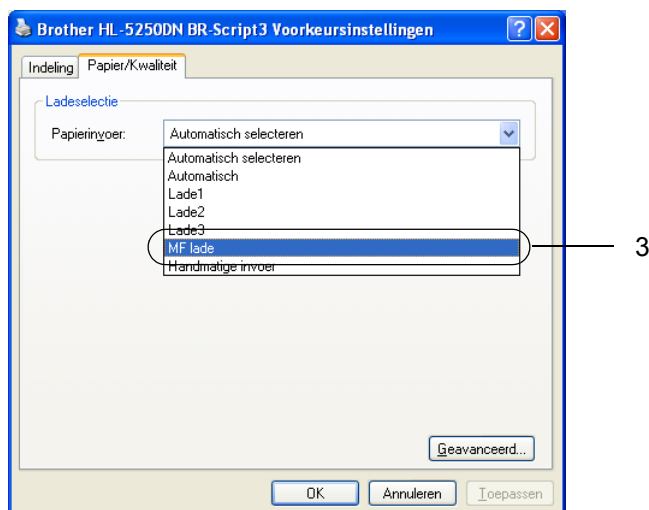 Brother HL-5250DN BR-Script3 Voorkeursinstellingen
Indeling Papier/Kwaliteit
Ladeselectie
Papierinvoer: Automatisch selecteren
Automatisch selecteren
Automatisch
Lade1
Lade2
Lade3
MF lade
3
Handmatige invoer
Geavanceerd...
OK Annuleren Toepassen